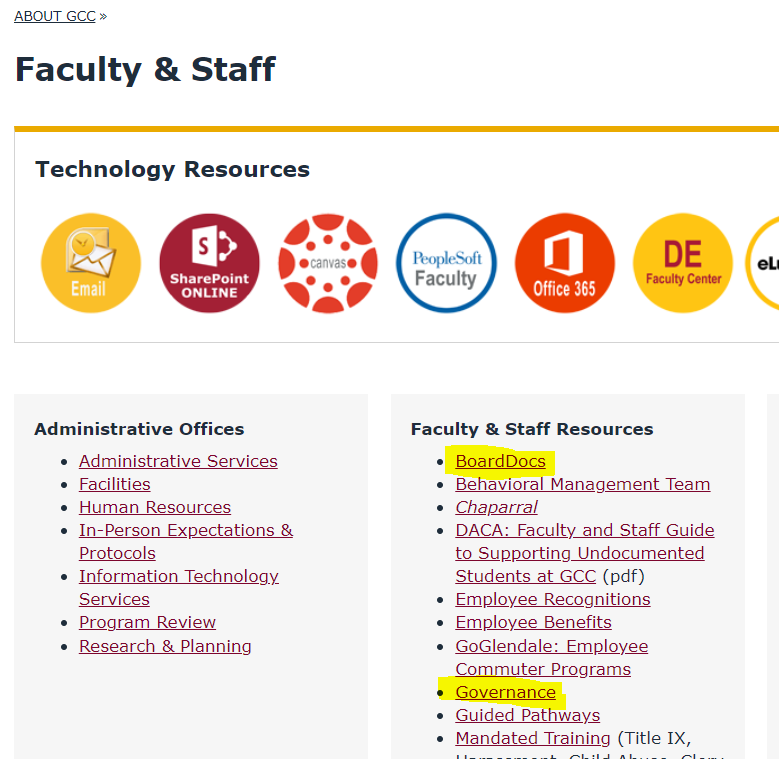 ABOUT GCC »
Faculty & Staff
Technology Resources
Email
S
SharePoint
ONLINE
canvas
PeopleSoft
Faculty
Office 365
DE
Faculty Center
Administrative Offices
Administrative Services
Facilities
Human Resources
In-Person Expectations &
Protocols
Information Technology
Services
Program Review
Research & Planning
Faculty & Staff Resources
BoardDocs
Behavioral Management Team
Chaparral
DACA: Faculty and Staff Guide
to Supporting Undocumented
Students at GCC (pdf)
Employee Recognitions
Employee Benefits
GoGlendale: Employee
Commuter Programs
Governance
Guided Pathways
Mandated Training (Title IX,